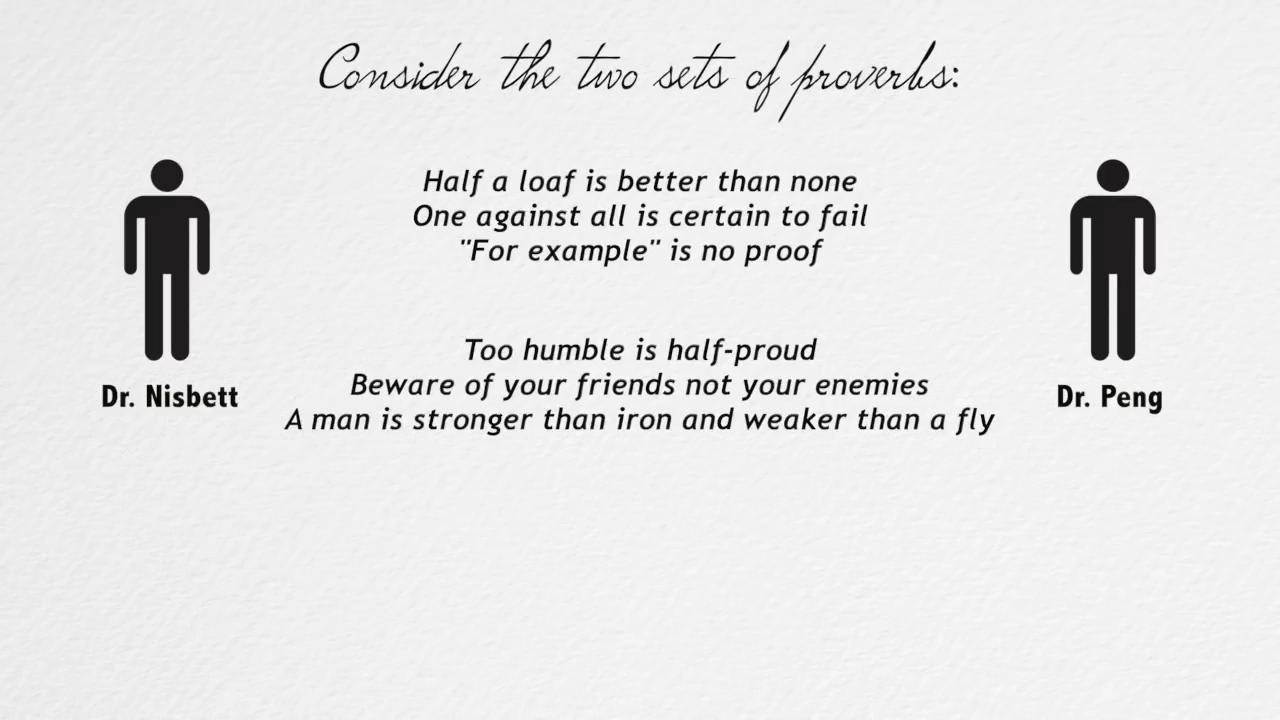 Consider the two sets of proverbs:
Half a loaf is better than none
One against all is certain to fail
"For example" is no proof
Too humble is half-proud
Beware of your friends not your enemies
A man is stronger than iron and weaker than a fly
Dr. Nisbett
Dr. Peng